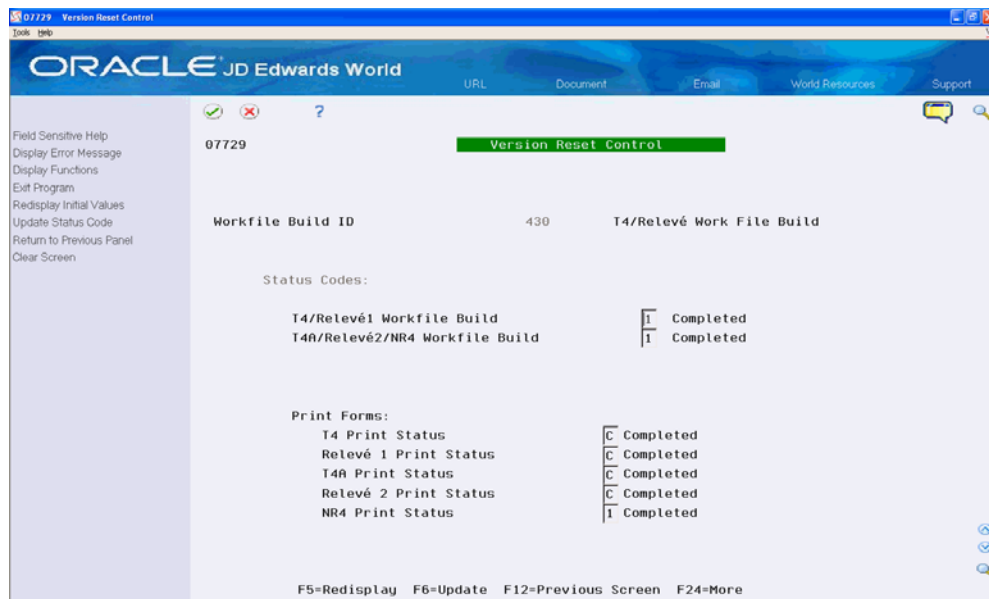 07729 Version Reset Control
Tools Help
ORACLE JD Edwards World
URL Document Email World Resources Support
?
Field Sensitive Help
Display Error Message
Display Functions
Exit Program
Redisplay Initial Values
Update Status Code
Return to Previous Panel
Clear Screen
07729 Version Reset Control
Workfile Build ID 430 T4/Relevé Work File Build
Status Codes:
T4/Relevé1 Workfile Build 1 Completed
T4A/Relevé2/NR4 Workfile Build 1 Completed
Print Forms:
T4 Print Status C Completed
Relevé 1 Print Status C Completed
T4A Print Status C Completed
Relevé 2 Print Status C Completed
NR4 Print Status 1 Completed
F5=Redisplay F6=Update F12=Previous Screen F24=More